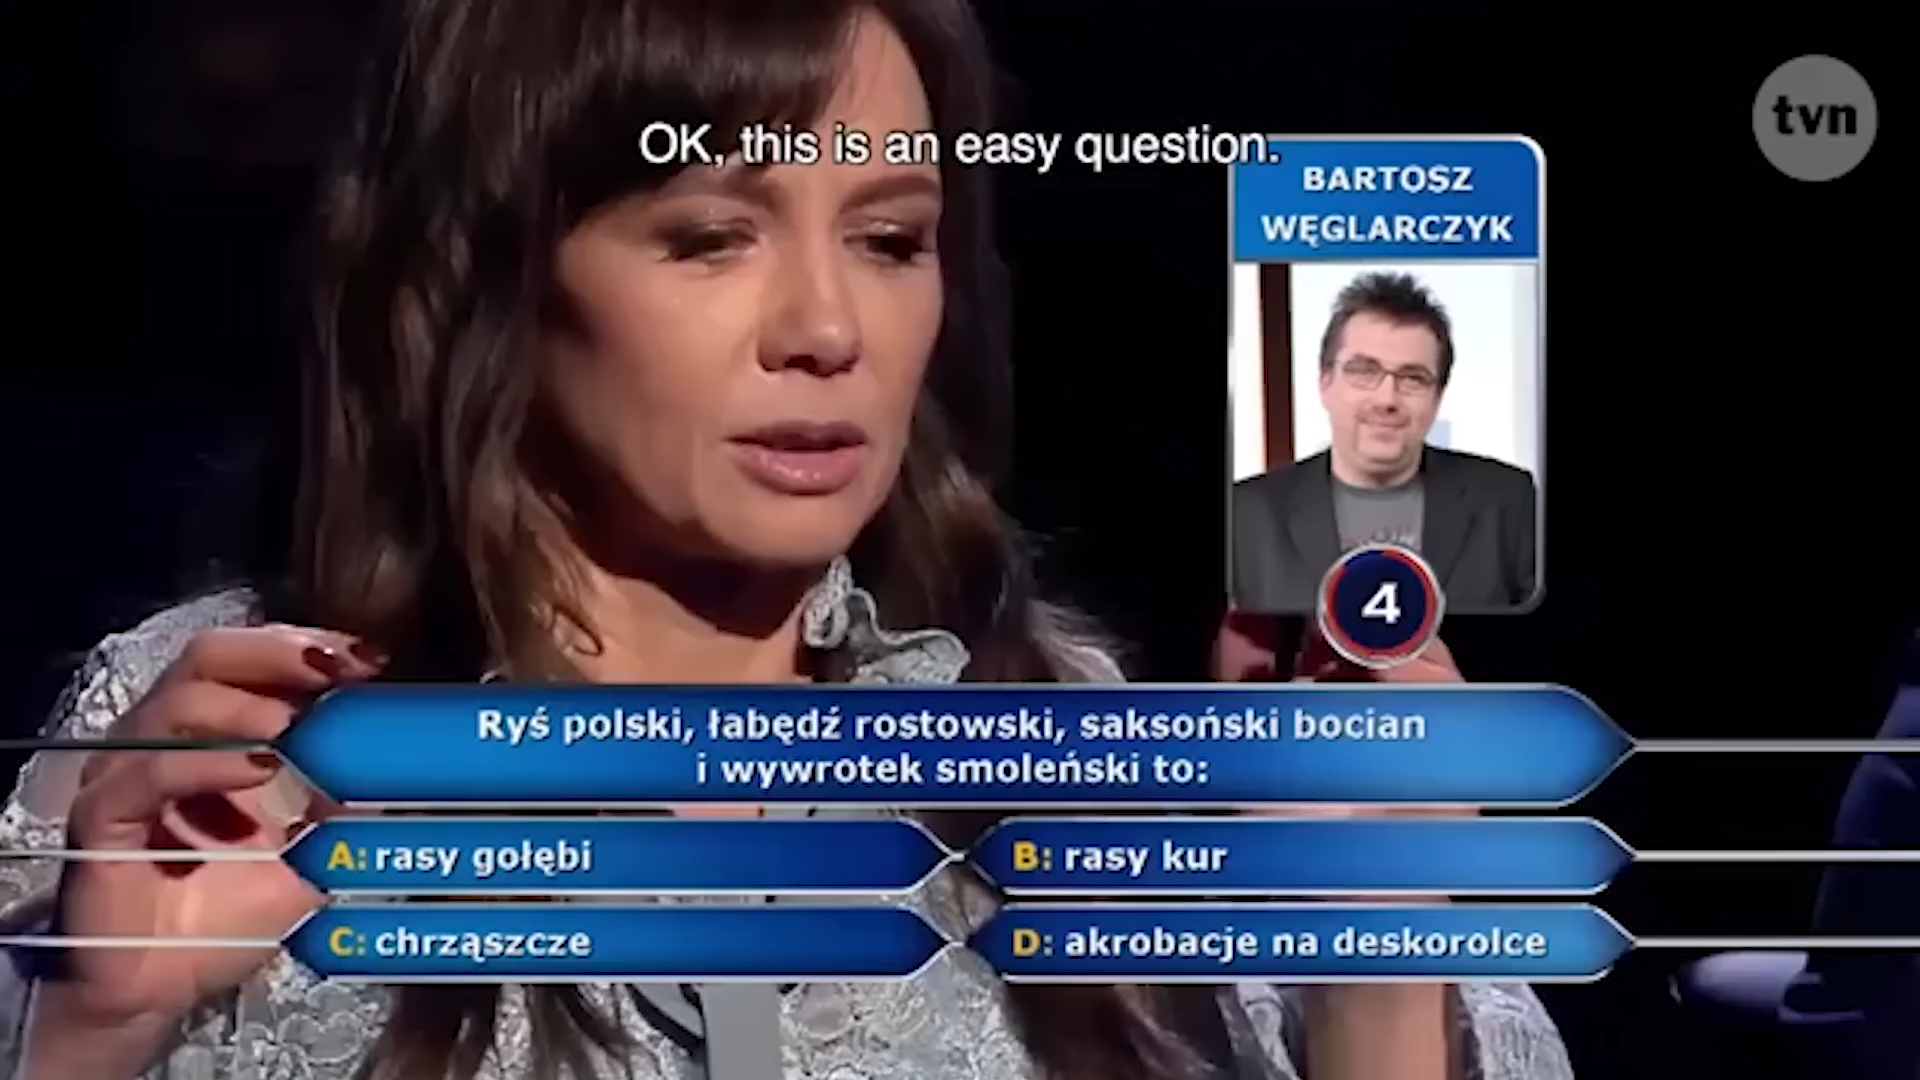 tvn
OK, this is an easy question.
BARTOSZ
WĘGLARCZYK
4
Ryś polski, łabędź rostowski, saksoński bocian
i wywrotek smoleński to:
A: rasy gołębi
B: rasy kur
C: chrząszcze
D: akrobacje na deskorolce